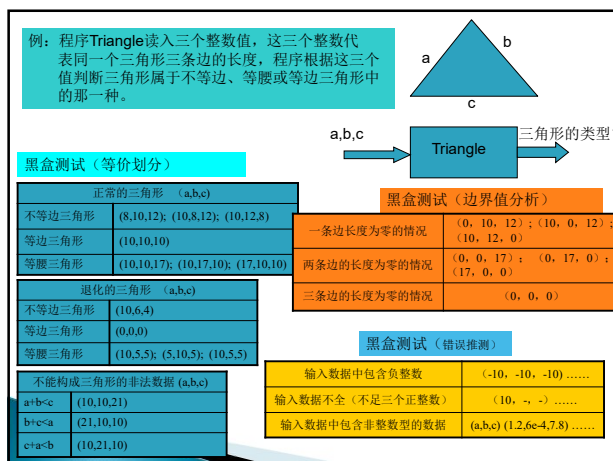 例：程序Triangle读入三个整数值，这三个整数代
表同一个三角形三条边的长度，程序根据这三个
值判断三角形属于不等边、等腰或等边三角形中
的那一种。
a
b
c
a,b,c
Triangle
三角形的类型
黑盒测试（等价划分）
正常的三角形 （a,b,c）
不等边三角形 (8,10,12); (10,8,12); (10,12,8)
等边三角形 (10,10,10)
等腰三角形 (10,10,17); (10,17,10); (17,10,10)
退化的三角形 （a,b,c）
不等边三角形 (10,6,4)
等边三角形 (0,0,0)
等腰三角形 (10,5,5); (5,10,5); (10,5,5)
不能构成三角形的非法数据 (a,b,c)
a+b<c (10,10,21)
b+c<a (21,10,10)
c+a<b (10,21,10)
黑盒测试（边界值分析）
一条边长度为零的情况 （0，10，12）;（10，0，12）;
（10，12，0）
两条边的长度为零的情况 （0，0，17）； （0，17，0）；
（17，0，0）
三条边的长度为零的情况 （0，0，0）
黑盒测试（错误推测）
输入数据中包含负整数 （-10，-10，-10）……
输入数据不全（不足三个正整数） （10，-，-）……
输入数据中包含非整数型的数据 (a,b,c) (1.2,6e-4,7.8) ……